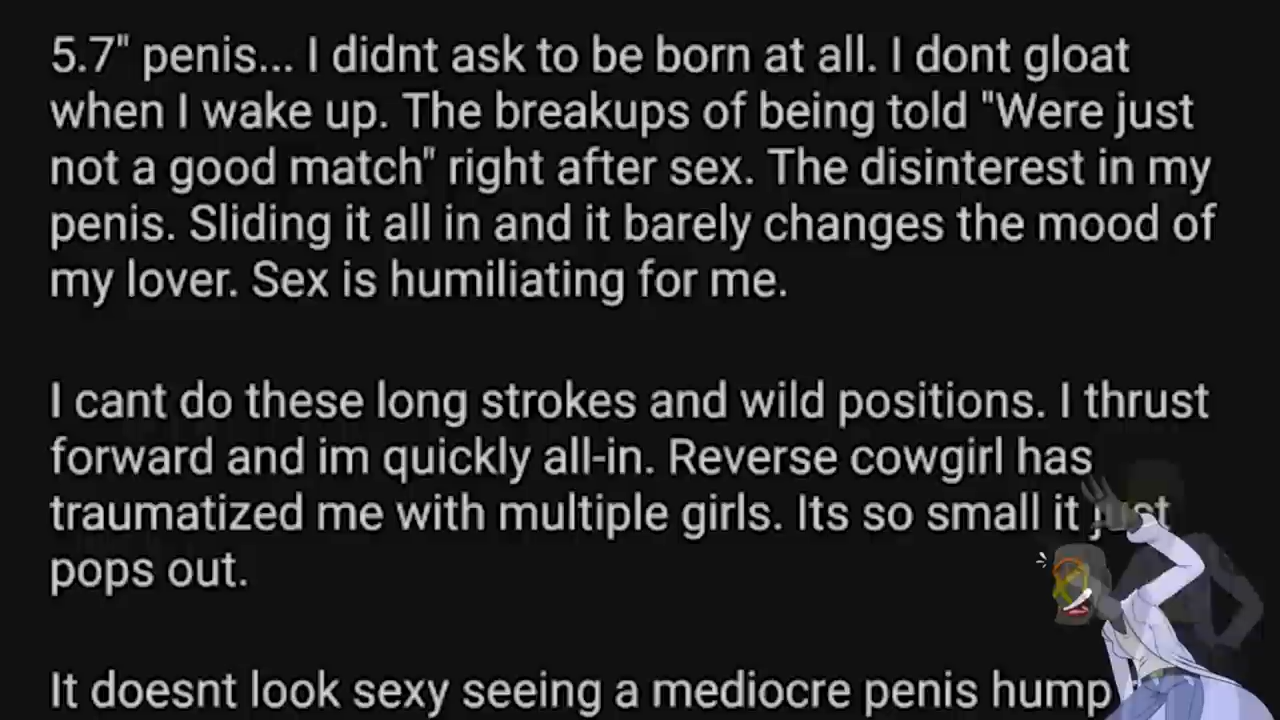 5.7" penis... I didnt ask to be born at all. I dont gloat
when I wake up. The breakups of being told "Were just
not a good match" right after sex. The disinterest in my
penis. Sliding it all in and it barely changes the mood of
my lover. Sex is humiliating for me.
I cant do these long strokes and wild positions. I thrust
forward and im quickly all-in. Reverse cowgirl has
traumatized me with multiple girls. Its so small it just
pops out.
It doesnt look sexy seeing a mediocre penis hump